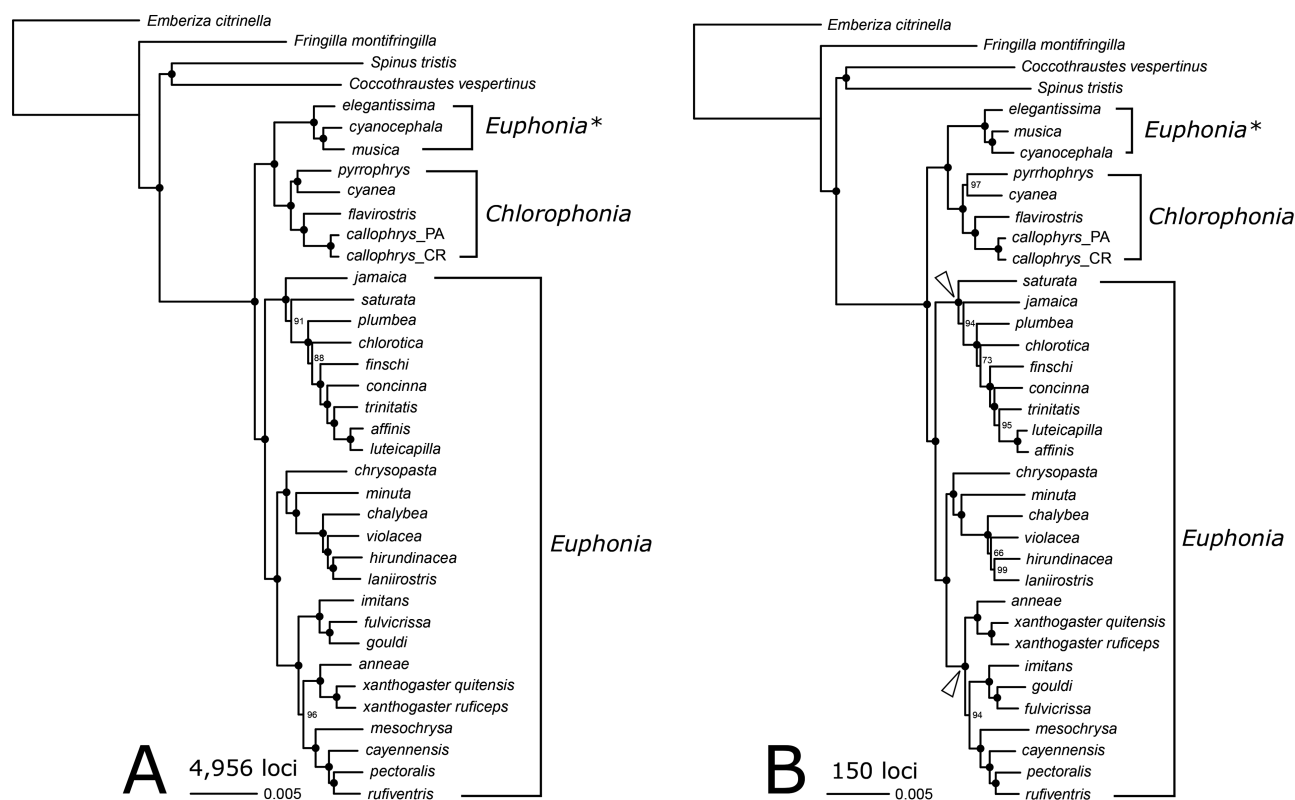 Emberiza citrinella
Fringilla montifringilla
Spinus tristis
Coccothraustes vespertinus
elegantissima
cyanocephala
musica
Euphonia*
pyrrophrys
cyanea
flavirostris
callophrys_PA
callophrys_CR
Chlorophonia
jamaica
saturata
91
plumbea
chlorotica
88
finschi
concinna
trinitatis
affinis
luteicapilla
chrysopasta
minuta
chalybea
violacea
hirundinacea
laniirostris
Euphonia
imitans
fulvicrissa
gouldi
anneae
xanthogaster quitensis
xanthogaster ruficeps
96
mesochrysa
cayennensis
pectoralis
rufiventris
A
4,956 loci
0.005
Emberiza citrinella
Fringilla montifringilla
Coccothraustes vespertinus
Spinus tristis
elegantissima
musica
cyanocephala
Euphonia*
pyrrhophrys
97
cyanea
flavirostris
callophyrs_PA
callophrys_CR
Chlorophonia
saturata
jamaica
94
plumbea
chlorotica
73
finschi
concinna
trinitatis
95
luteicapilla
affinis
chrysopasta
minuta
chalybea
violacea
66
hirundinacea
99
laniirostris
Euphonia
anneae
xanthogaster quitensis
xanthogaster ruficeps
imitans
gouldi
fulvicrissa
94
mesochrysa
cayennensis
pectoralis
rufiventris
B
150 loci
0.005